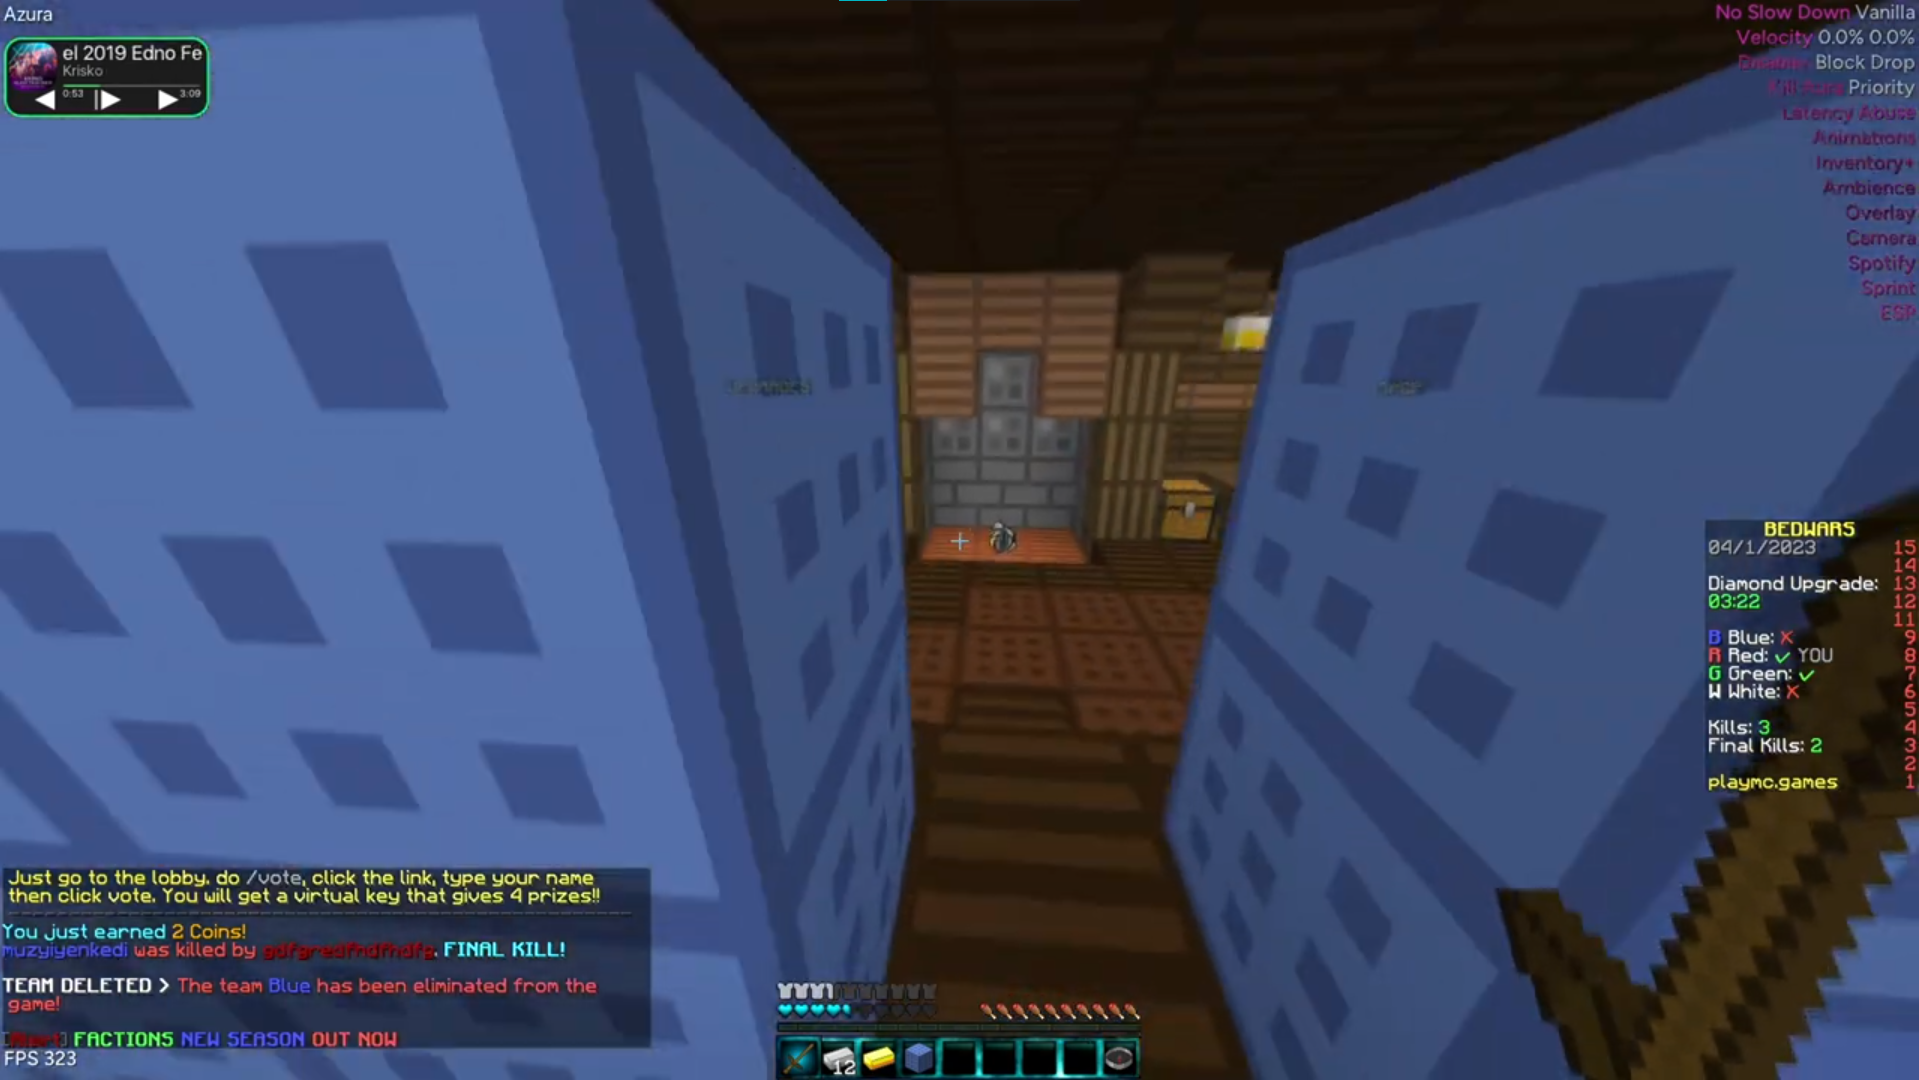 Azura
el 2019 Edno Fe
Krisko
0:53
3:09
No Slow Down Vanilla
Velocity 0.0% 0.0%
Disabler Block Drop
Kill Aura Priority
Latency Abuse
Animations
Inventory+
Ambience
Overlay
Camera
Spotify
Sprint
ESP
BEDWARS
04/1/2023 15
14
Diamond Upgrade: 13
03:22 12
11
B Blue: ✗ 9
R Red: ✓ YOU 8
G Green: ✓ 7
W White: ✗ 6
5
Kills: 3 4
Final Kills: 2 3
2
playmc.games 1
Just go to the lobby. do /vote, click the link, type your name
then click vote. You will get a virtual key that gives 4 prizes!!
You just earned 2 Coins!
muzyiyenkedi was killed by gdfgredfhdfhdfg. FINAL KILL!
TEAM DELETED > The team Blue has been eliminated from the
game!
FACTIONS NEW SEASON OUT NOW
FPS 323
12